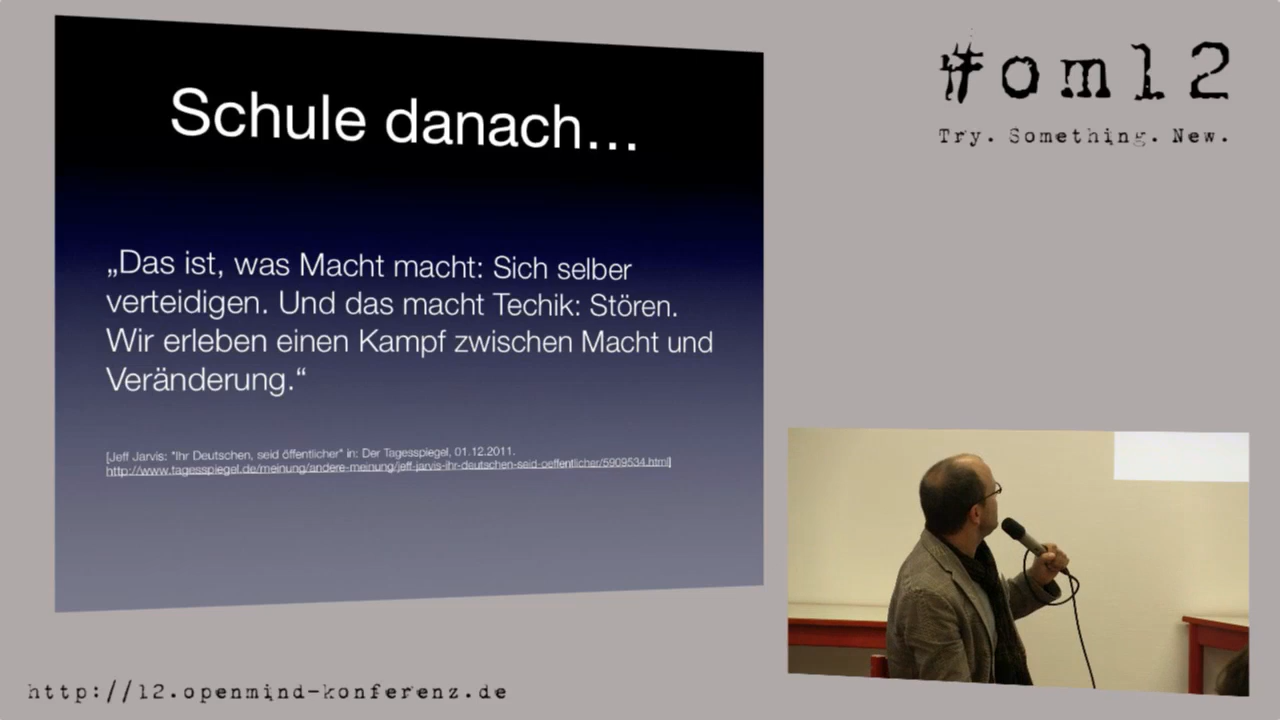 Schule danach...
„Das ist, was Macht macht: Sich selber
verteidigen. Und das macht Techik: Stören.
Wir erleben einen Kampf zwischen Macht und
Veränderung.“
[Jeff Jarvis: "Ihr Deutschen, seid öffentlicher" in: Der Tagesspiegel, 01.12.2011.
http://www.tagesspiegel.de/meinung/andere-meinung/jeff-jarvis-ihr-deutschen-seid-oeffentlicher/5909534.html]
#om12
Try. Something. New.
http://12.openmind-konferenz.de